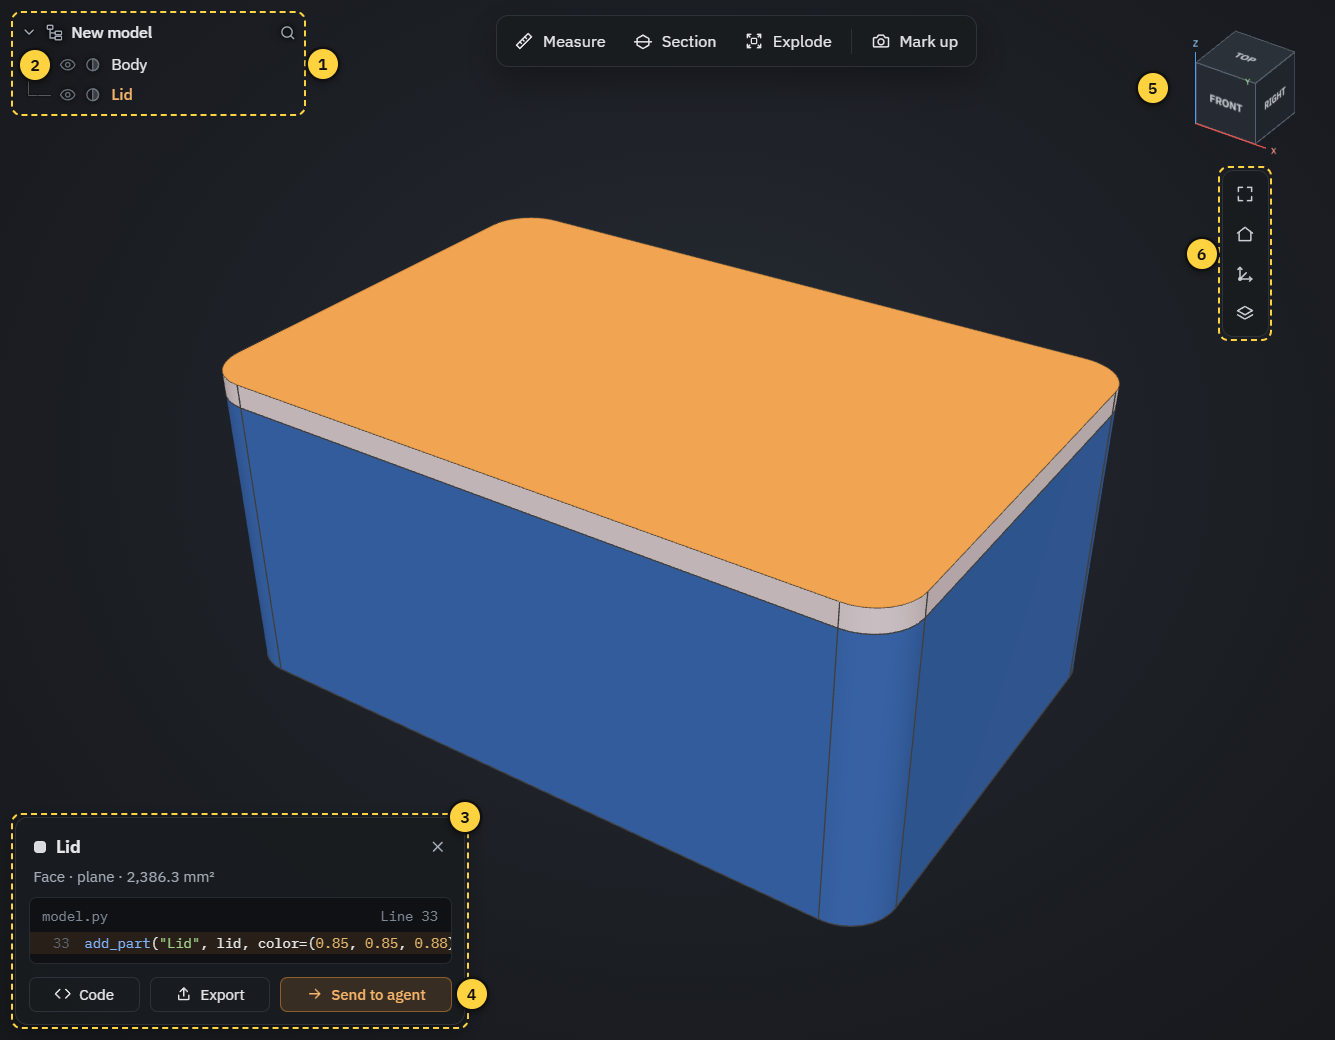 New model
1
2
Body
Lid
Measure
Section
Explode
Mark up
5
Z
TOP
Y
FRONT
RIGHT
X
6
3
Lid
Face · plane · 2,386.3 mm²
model.py
Line 33
33 add_part("Lid", lid, color=(0.85, 0.85, 0.88)
Code
Export
Send to agent
4